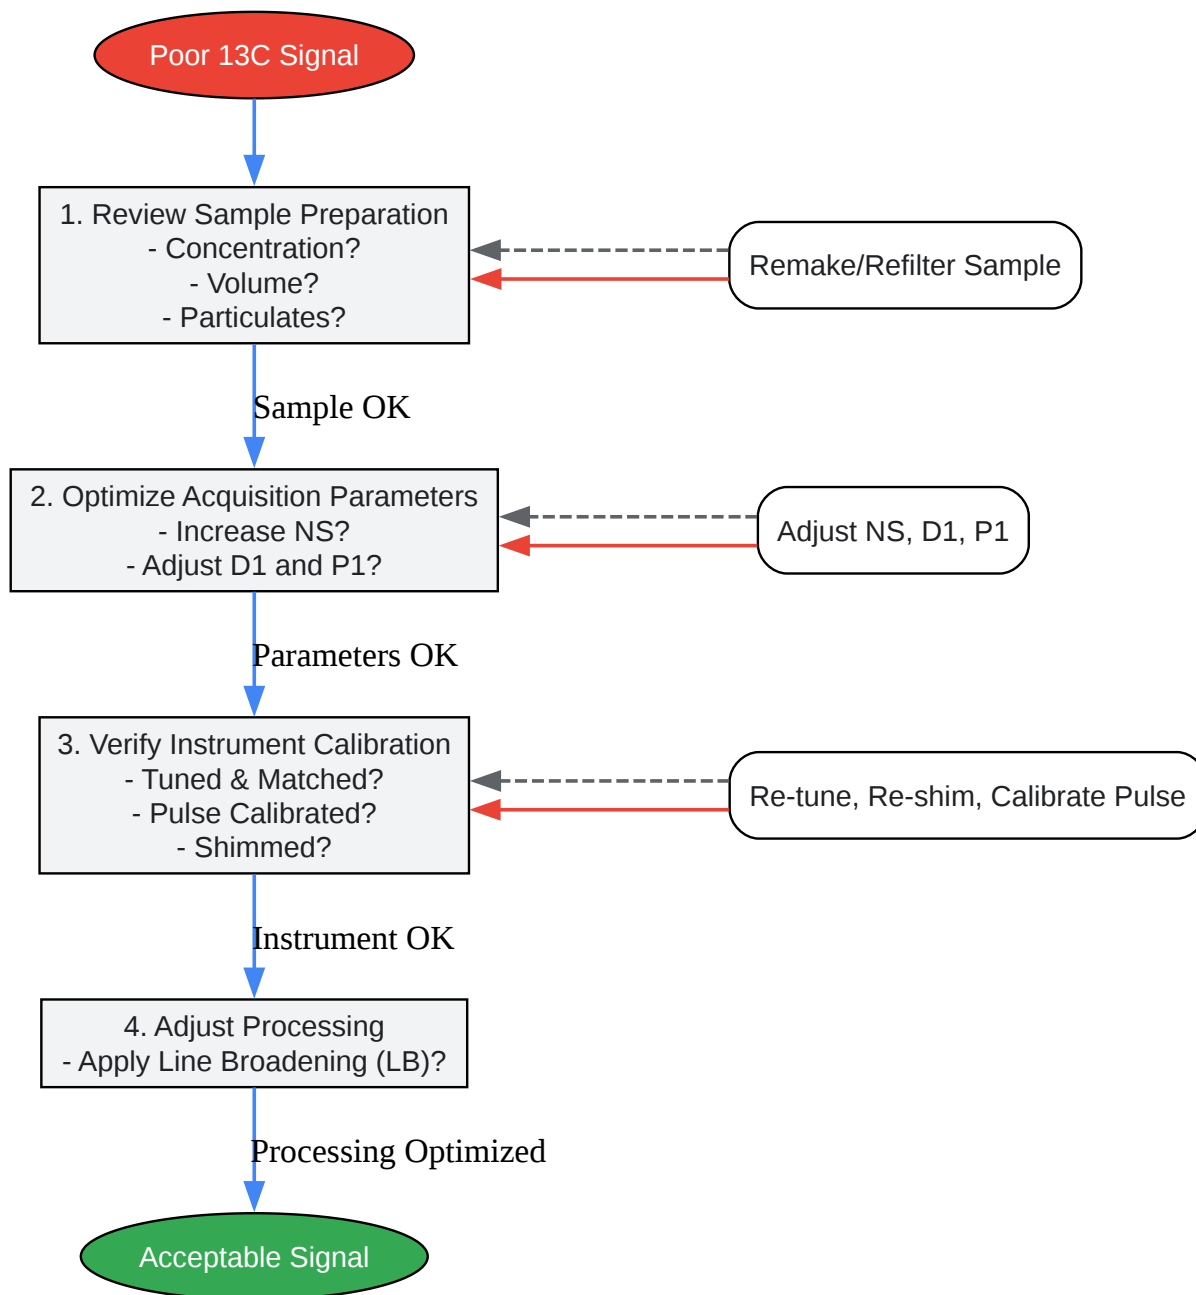 Poor 13C Signal
1. Review Sample Preparation
- Concentration?
- Volume?
- Particulates?
Remake/Refilter Sample
Sample OK
2. Optimize Acquisition Parameters
- Increase NS?
- Adjust D1 and P1?
Adjust NS, D1, P1
Parameters OK
3. Verify Instrument Calibration
- Tuned & Matched?
- Pulse Calibrated?
- Shimmed?
Re-tune, Re-shim, Calibrate Pulse
Instrument OK
4. Adjust Processing
- Apply Line Broadening (LB)?
Processing Optimized
Acceptable Signal